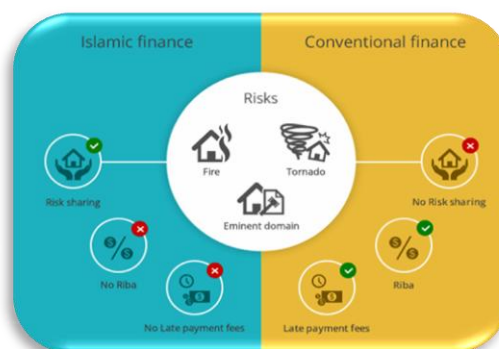 Islamic finance
Conventional finance
Risks
Fire
Tornado
Eminent domain
Risk sharing
No Riba
No Late payment fees
No Risk sharing
Riba
Late payment fees